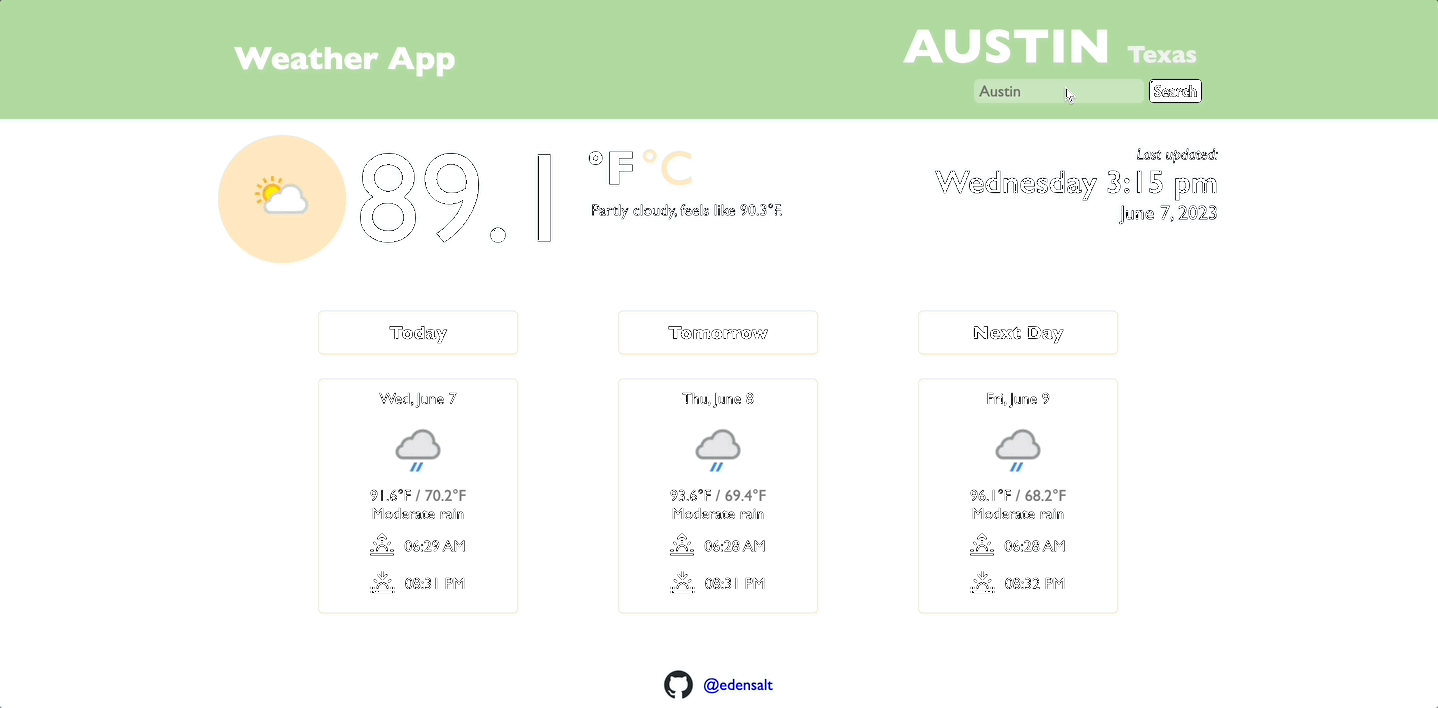 Weather App
AUSTIN Texas
Austin
Search
89.1 °F °C
Partly cloudy, feels like 90.3°F.
Last updated:
Wednesday 3:15 pm
June 7, 2023
Today
Wed, June 7
91.6°F / 70.2°F
Moderate rain
06:29 AM
08:31 PM
Tomorrow
Thu, June 8
93.6°F / 69.4°F
Moderate rain
06:28 AM
08:31 PM
Next Day
Fri, June 9
96.1°F / 68.2°F
Moderate rain
06:28 AM
08:32 PM
@edensalt